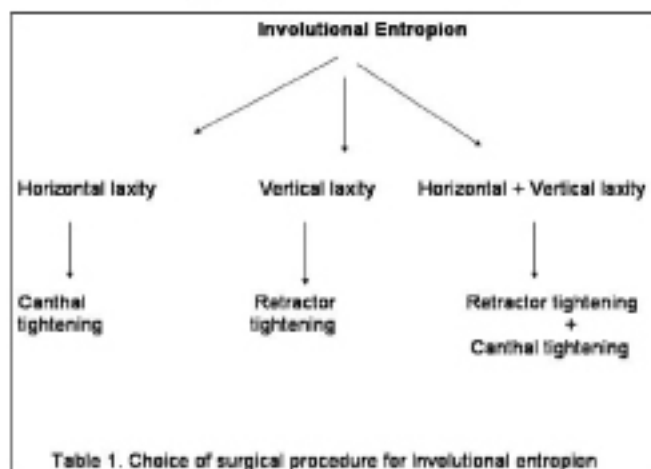 Involutional Entropion
Horizontal laxity Vertical laxity Horizontal + Vertical laxity
Canthal
tightening
Retractor
tightening
Retractor tightening
+
Canthal tightening
Table 1. Choice of surgical procedure for involutional entropion